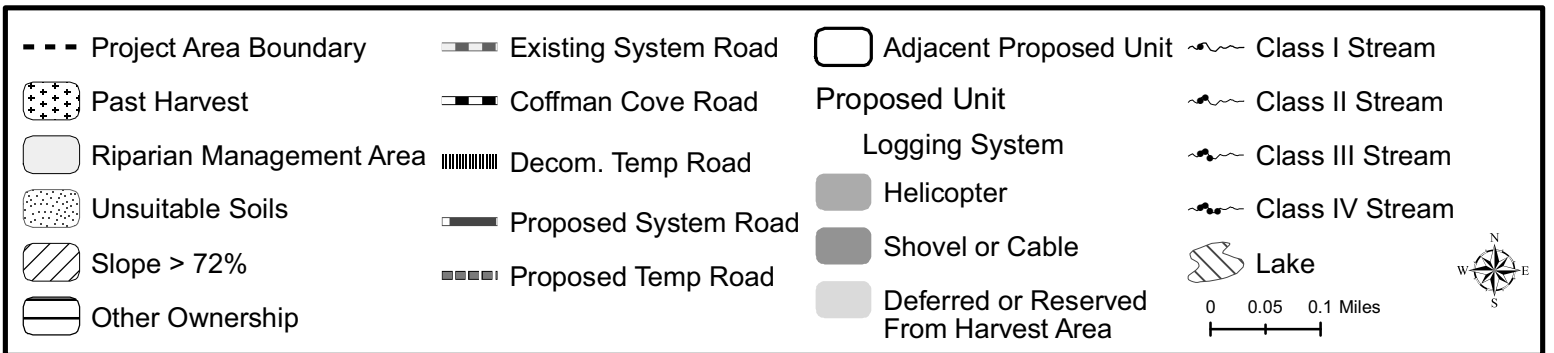 Project Area Boundary
Past Harvest
Riparian Management Area
Unsuitable Soils
Slope > 72%
Other Ownership
Existing System Road
Coffman Cove Road
Decom. Temp Road
Proposed System Road
Proposed Temp Road
Adjacent Proposed Unit
Proposed Unit
Logging System
Helicopter
Shovel or Cable
Deferred or Reserved
From Harvest Area
Class I Stream
Class II Stream
Class III Stream
Class IV Stream
Lake
0 0.05 0.1 Miles
N
W E
S